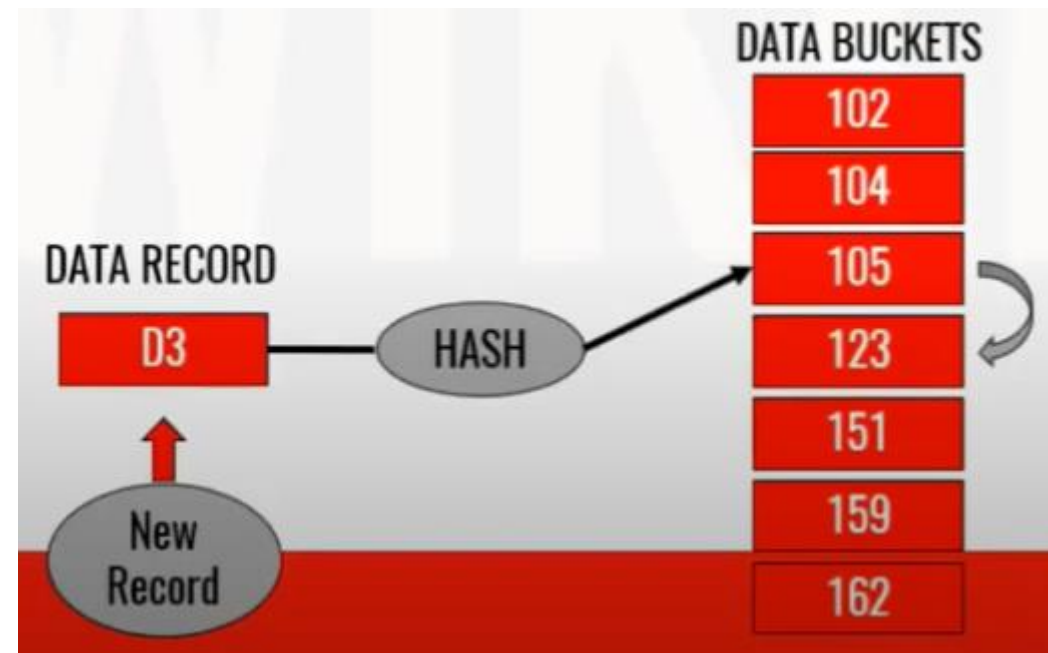 DATA BUCKETS
102
104
105
123
151
159
162
DATA RECORD
D3
HASH
New
Record